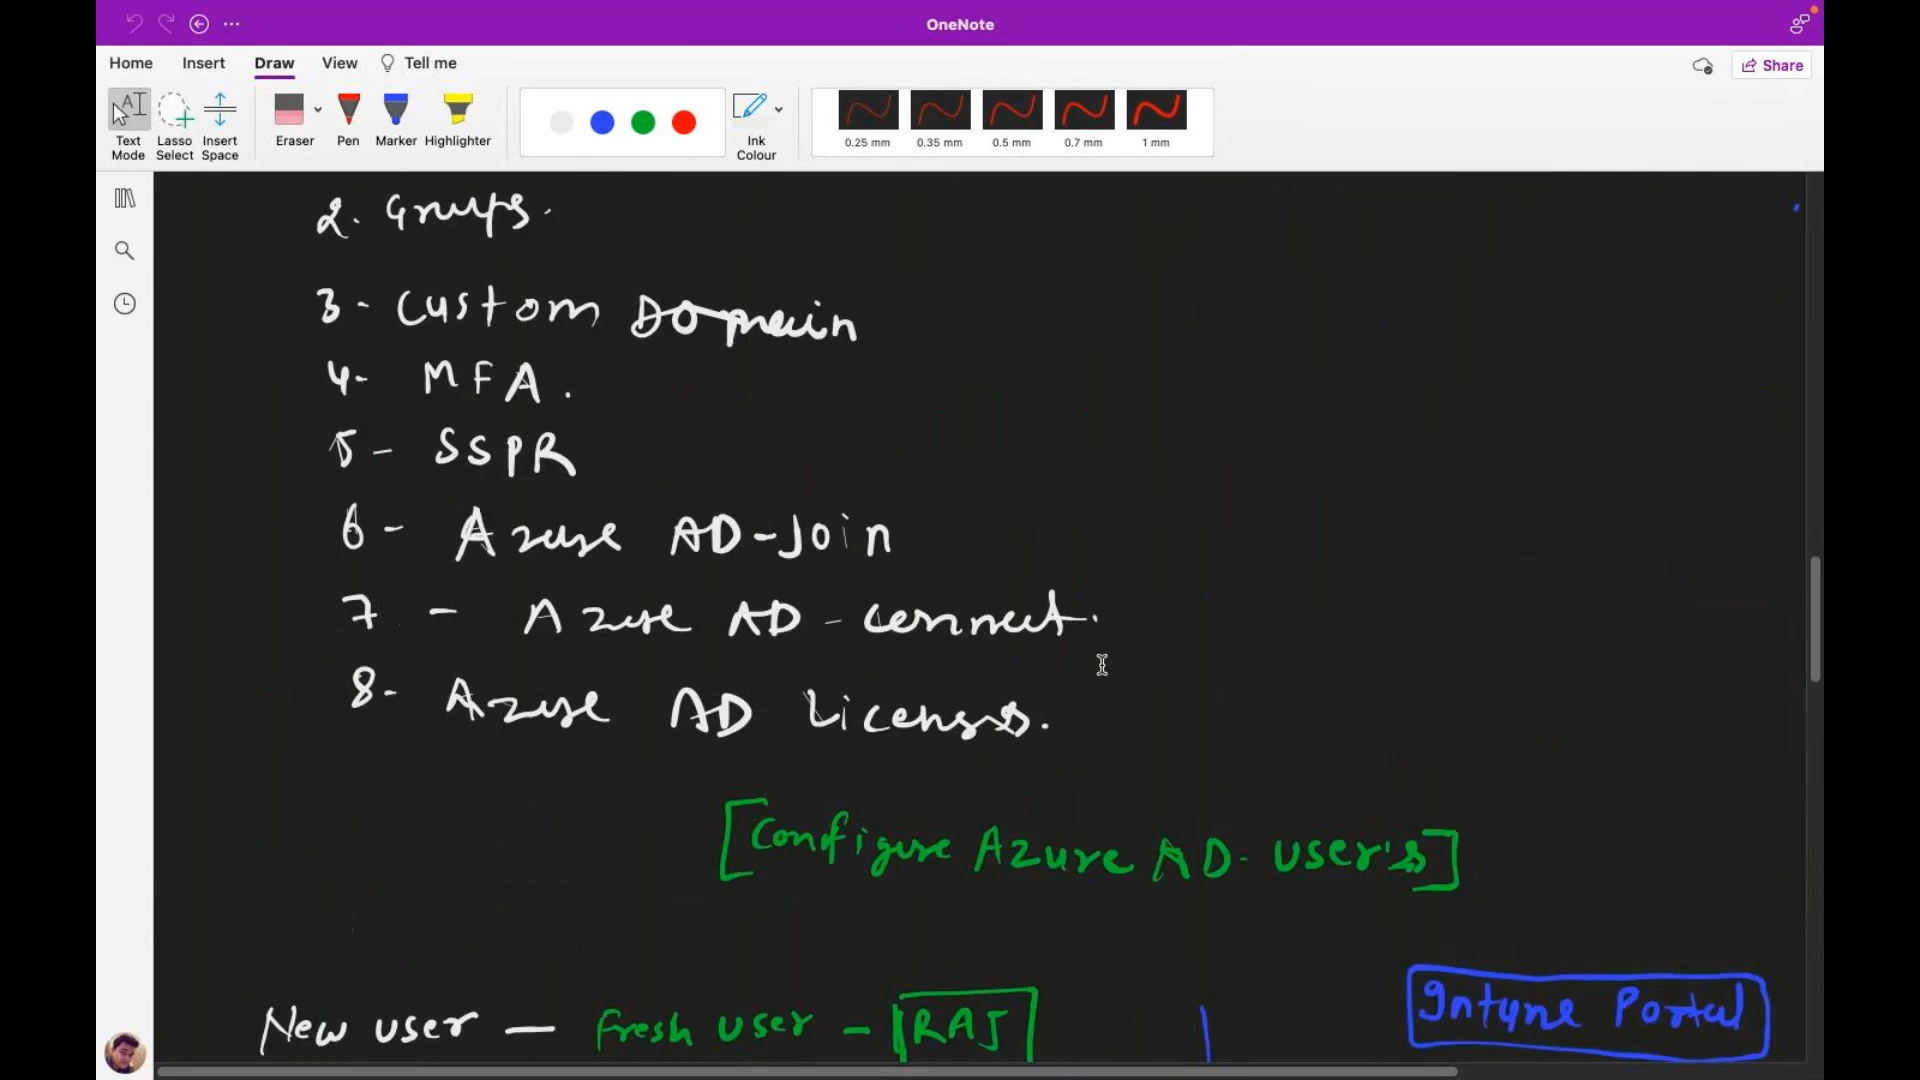 OneNote
Home Insert Draw View Tell me
Share
Text Mode Lasso Select Insert Space Eraser Pen Marker Highlighter Ink Colour 0.25 mm 0.35 mm 0.5 mm 0.7 mm 1 mm
2. Groups.
3- Custom Domain
4- MFA.
5- SSPR
6- Azure AD-Join
7 - Azure AD-connect.
8- Azure AD Licenses.
[Configure Azure AD- user's]
Intune Portal
New user — Fresh user - RAJ